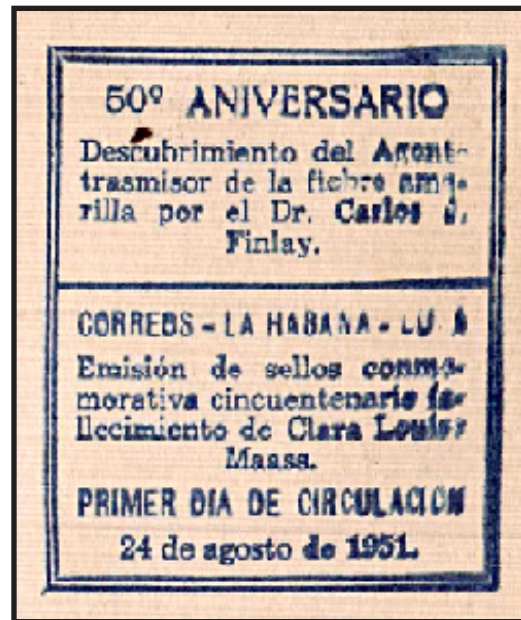 50º ANIVERSARIO
Descubrimiento del Agente
trasmisor de la fiebre ama-
rilla por el Dr. Carlos J.
Finlay.
CORREOS - LA HABANA - CUBA
Emisión de sellos conme-
morativa cincuentenario fa-
llecimiento de Clara Louise
Maass.
PRIMER DIA DE CIRCULACION
24 de agosto de 1951.